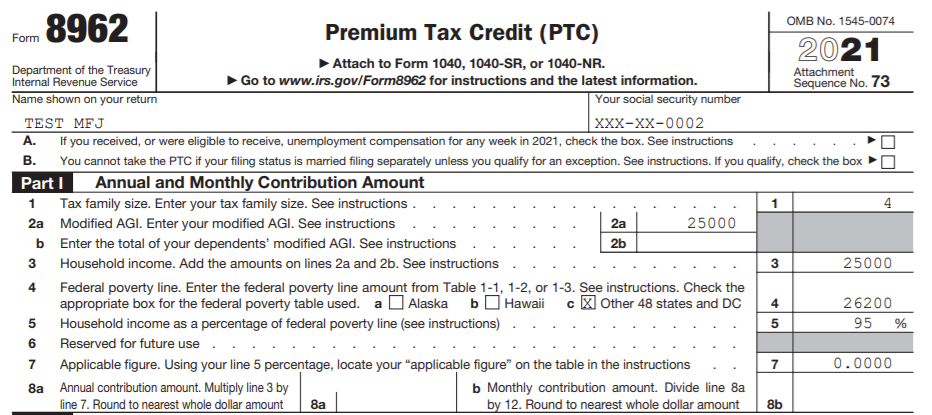 Form 8962
Department of the Treasury
Internal Revenue Service
Premium Tax Credit (PTC)
▶ Attach to Form 1040, 1040-SR, or 1040-NR.
▶ Go to www.irs.gov/Form8962 for instructions and the latest information.
OMB No. 1545-0074
2021
Attachment
Sequence No. 73
Name shown on your return
TEST MFJ
Your social security number
XXX-XX-0002
A. If you received, or were eligible to receive, unemployment compensation for any week in 2021, check the box. See instructions . . . . . . ▶
B. You cannot take the PTC if your filing status is married filing separately unless you qualify for an exception. See instructions. If you qualify, check the box ▶
Part I Annual and Monthly Contribution Amount
1 Tax family size. Enter your tax family size. See instructions . . . . . . . . . . . . . . . . 1 4
2a Modified AGI. Enter your modified AGI. See instructions . . . . . . . . . 2a 25000
b Enter the total of your dependents' modified AGI. See instructions . . . . . . 2b
3 Household income. Add the amounts on lines 2a and 2b. See instructions . . . . . . . . . . . . 3 25000
4 Federal poverty line. Enter the federal poverty line amount from Table 1-1, 1-2, or 1-3. See instructions. Check the
appropriate box for the federal poverty table used. a Alaska b Hawaii c X Other 48 states and DC 4 26200
5 Household income as a percentage of federal poverty line (see instructions) . . . . . . . . . . . . 5 95 %
6 Reserved for future use . . . . . . . . . . . . . . . . . . . . . . . . . .
7 Applicable figure. Using your line 5 percentage, locate your "applicable figure" on the table in the instructions . . 7 0.0000
8a Annual contribution amount. Multiply line 3 by
line 7. Round to nearest whole dollar amount 8a
b Monthly contribution amount. Divide line 8a
by 12. Round to nearest whole dollar amount 8b